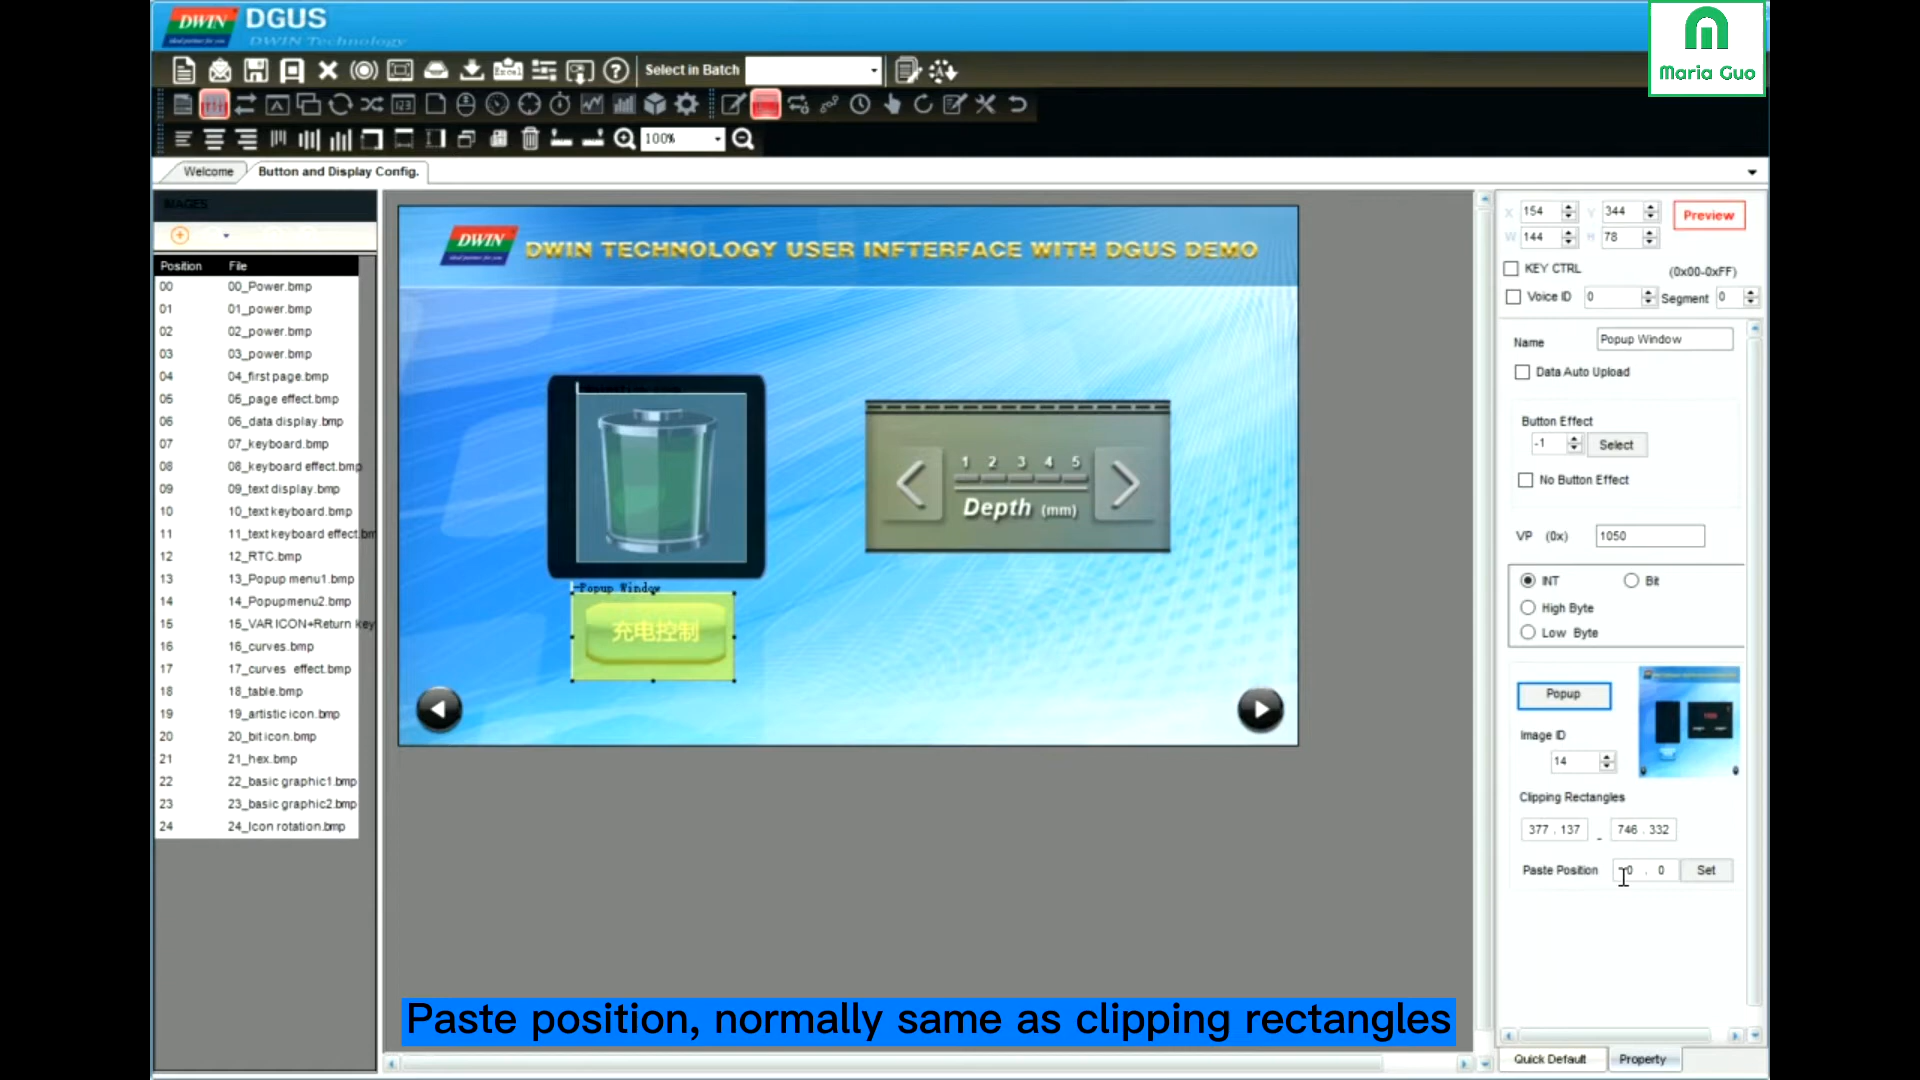 DWIN
DGUS
DWIN Technology
Maria Guo
Select in Batch
100%
Welcome
Button and Display Config.
IMAGES
Position File
00 00_Power.bmp
01 01_power.bmp
02 02_power.bmp
03 03_power.bmp
04 04_first page.bmp
05 05_page effect.bmp
06 06_data display.bmp
07 07_keyboard.bmp
08 08_keyboard effect.bmp
09 09_text display.bmp
10 10_text keyboard.bmp
11 11_text keyboard effect.bm
12 12_RTC.bmp
13 13_Popup menu1.bmp
14 14_Popupmenu2.bmp
15 15_VAR ICON+Return key
16 16_curves.bmp
17 17_curves effect.bmp
18 18_table.bmp
19 19_artistic icon.bmp
20 20_bit icon.bmp
21 21_hex.bmp
22 22_basic graphic1.bmp
23 23_basic graphic2.bmp
24 24_Icon rotation.bmp
DWIN
DWIN TECHNOLOGY USER INFTERFACE WITH DGUS DEMO
1 2 3 4 5
Depth (mm)
Popup Window
充电控制
X 154 Y 344
W 144 H 78
Preview
KEY CTRL (0x00-0xFF)
Voice ID 0 Segment 0
Name Popup Window
Data Auto Upload
Button Effect
-1 Select
No Button Effect
VP (0x) 1050
INT Bit
High Byte
Low Byte
Popup
Image ID
14
Clipping Rectangles
377 . 137 - 746 . 332
Paste Position 0 . 0 Set
Quick Default Property
Paste position, normally same as clipping rectangles